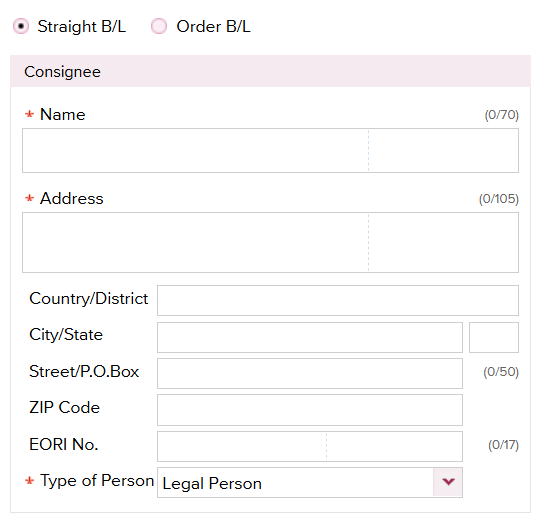 Straight B/L Order B/L
Consignee
* Name (0/70)
* Address (0/105)
Country/District
City/State
Street/P.O.Box (0/50)
ZIP Code
EORI No. (0/17)
* Type of Person Legal Person